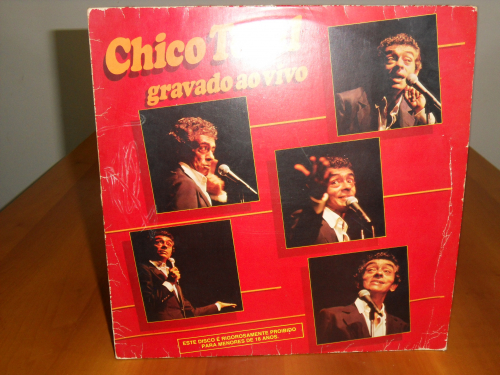 Chico
gravado ao vivo
ESTE DISCO É RIGOROSAMENTE PROIBIDO
PARA MENORES DE 18 ANOS.